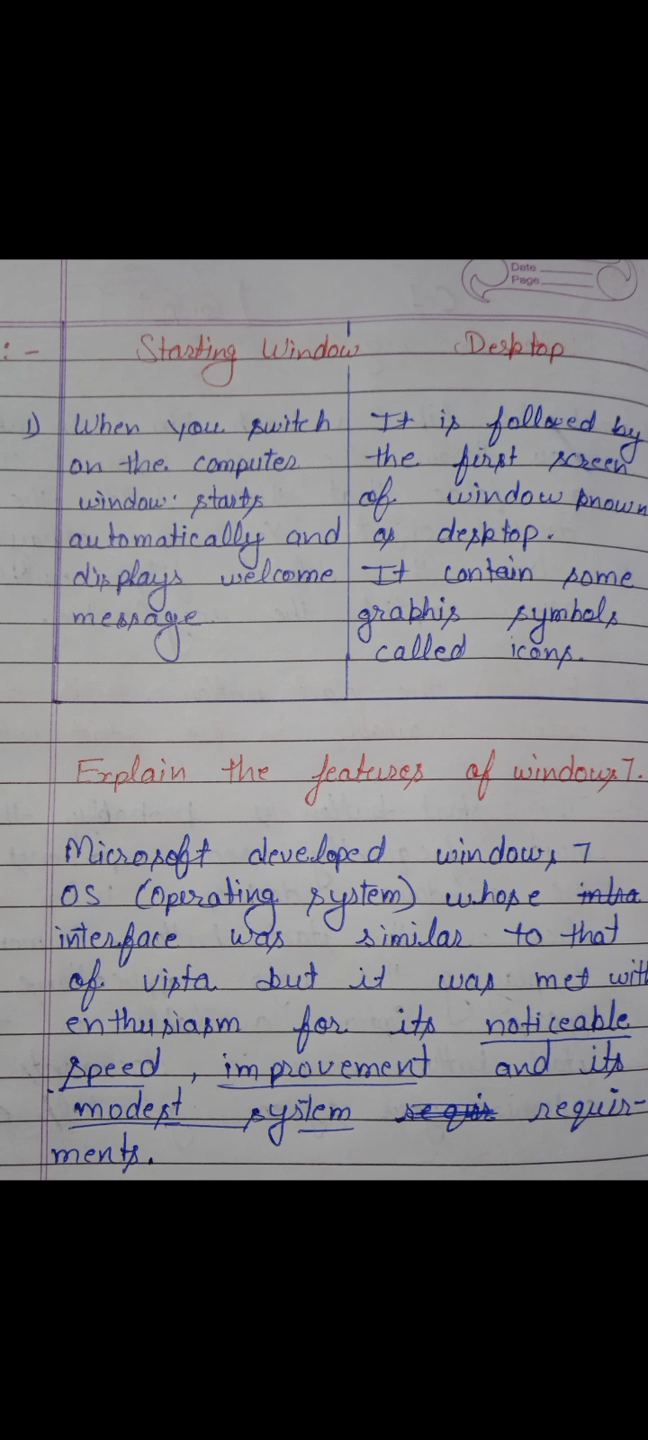 Date
Page
:- Starting Window Desktop
1) When you switch
on the computer
window starts
automatically and
displays welcome
message
It is followed by
the first screen
of window known
as desktop.
It contain some
graphis symbols
called icons.
Explain the features of windows 7.
Microsoft developed windows 7
OS (operating system) whose intra
interface was similar to that
of vista but it was met with
enthusiasm for its noticeable
speed, improvement and its
modest system requir requir-
ments.